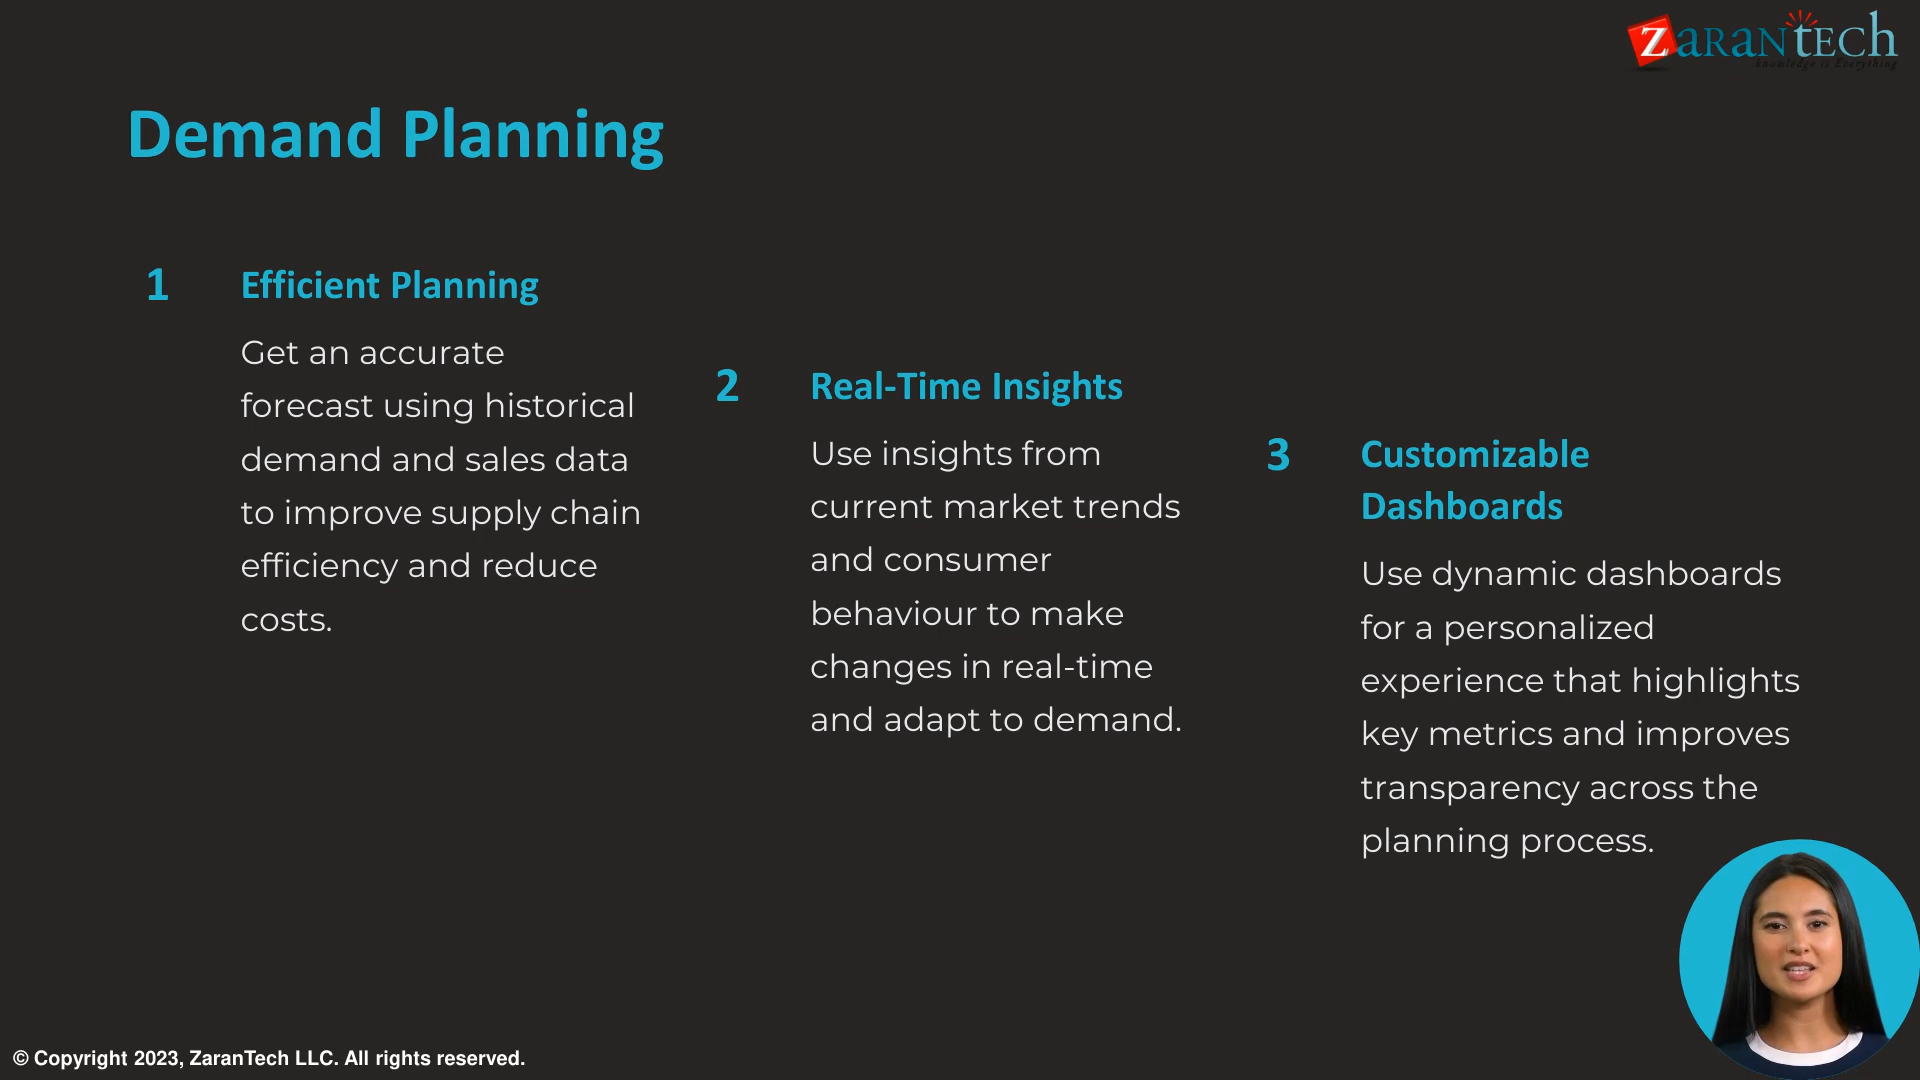 ZaranTech
knowledge is Everything
Demand Planning
1
Efficient Planning
Get an accurate
forecast using historical
demand and sales data
to improve supply chain
efficiency and reduce
costs.
2
Real-Time Insights
Use insights from
current market trends
and consumer
behaviour to make
changes in real-time
and adapt to demand.
3
Customizable
Dashboards
Use dynamic dashboards
for a personalized
experience that highlights
key metrics and improves
transparency across the
planning process.
© Copyright 2023, ZaranTech LLC. All rights reserved.